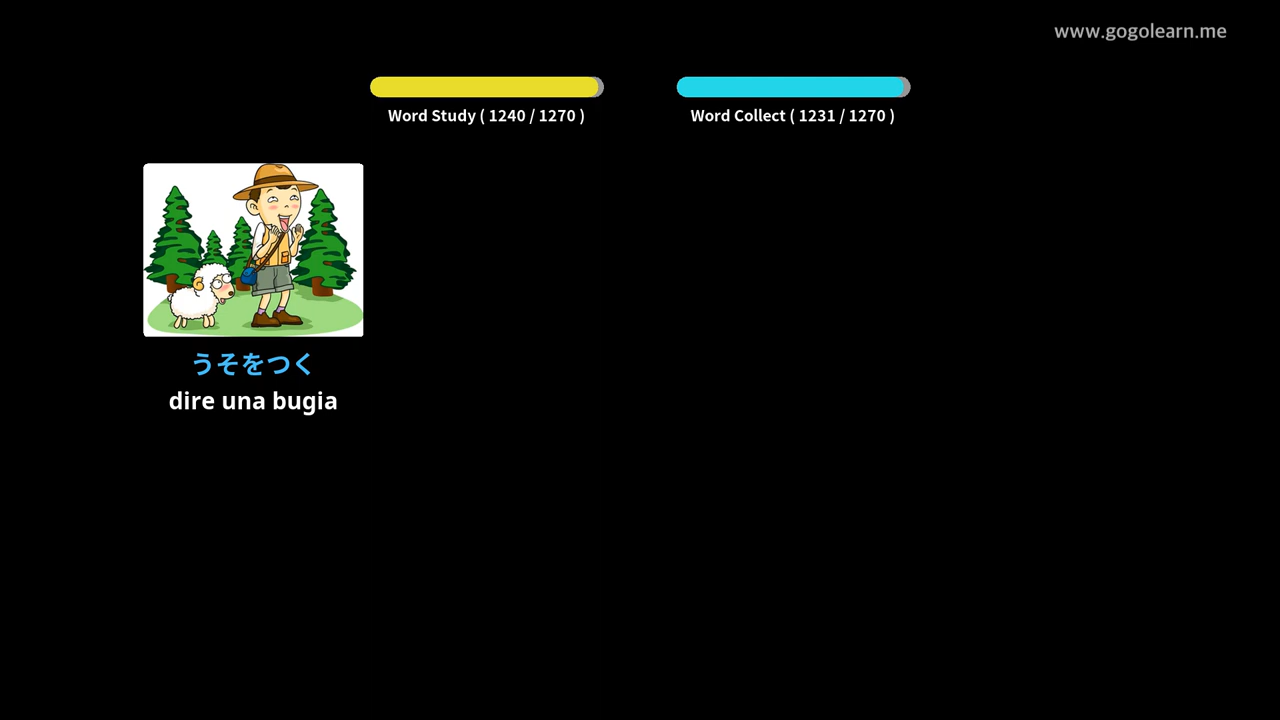 www.gogolearn.me
Word Study ( 1240 / 1270 )
Word Collect ( 1231 / 1270 )
うそをつく
dire una bugia